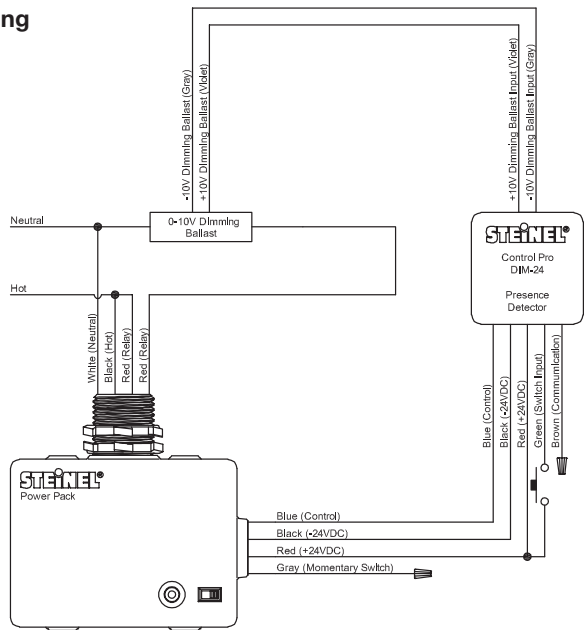 ng
-10V Dimming Ballast (Gray)
+10V Dimming Ballast (Violet)
+10V Dimming Ballast Input (Violet)
-10V Dimming Ballast Input (Gray)
Neutral
0-10V Dimming
Ballast
STEINEL®
Control Pro
DIM-24
Presence
Detector
Hot
White (Neutral)
Black (Hot)
Red (Relay)
Red (Relay)
Blue (Control)
Black (-24VDC)
Red (+24VDC)
Green (Switch Input)
Brown (Communication)
STEINEL®
Power Pack
Blue (Control)
Black (-24VDC)
Red (+24VDC)
Gray (Momentary Switch)